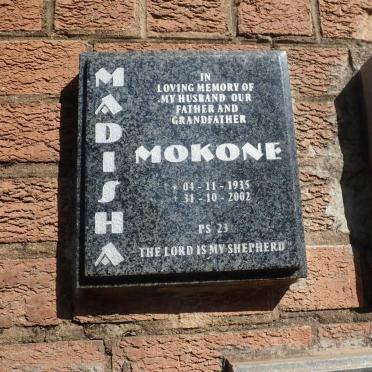 MADISHA
IN
LOVING MEMORY OF
MY HUSBAND OUR
FATHER AND
GRANDFATHER
MOKONE
* 04 - 11 - 1935
† 31 - 10 - 2002
PS 23
THE LORD IS MY SHEPHERD